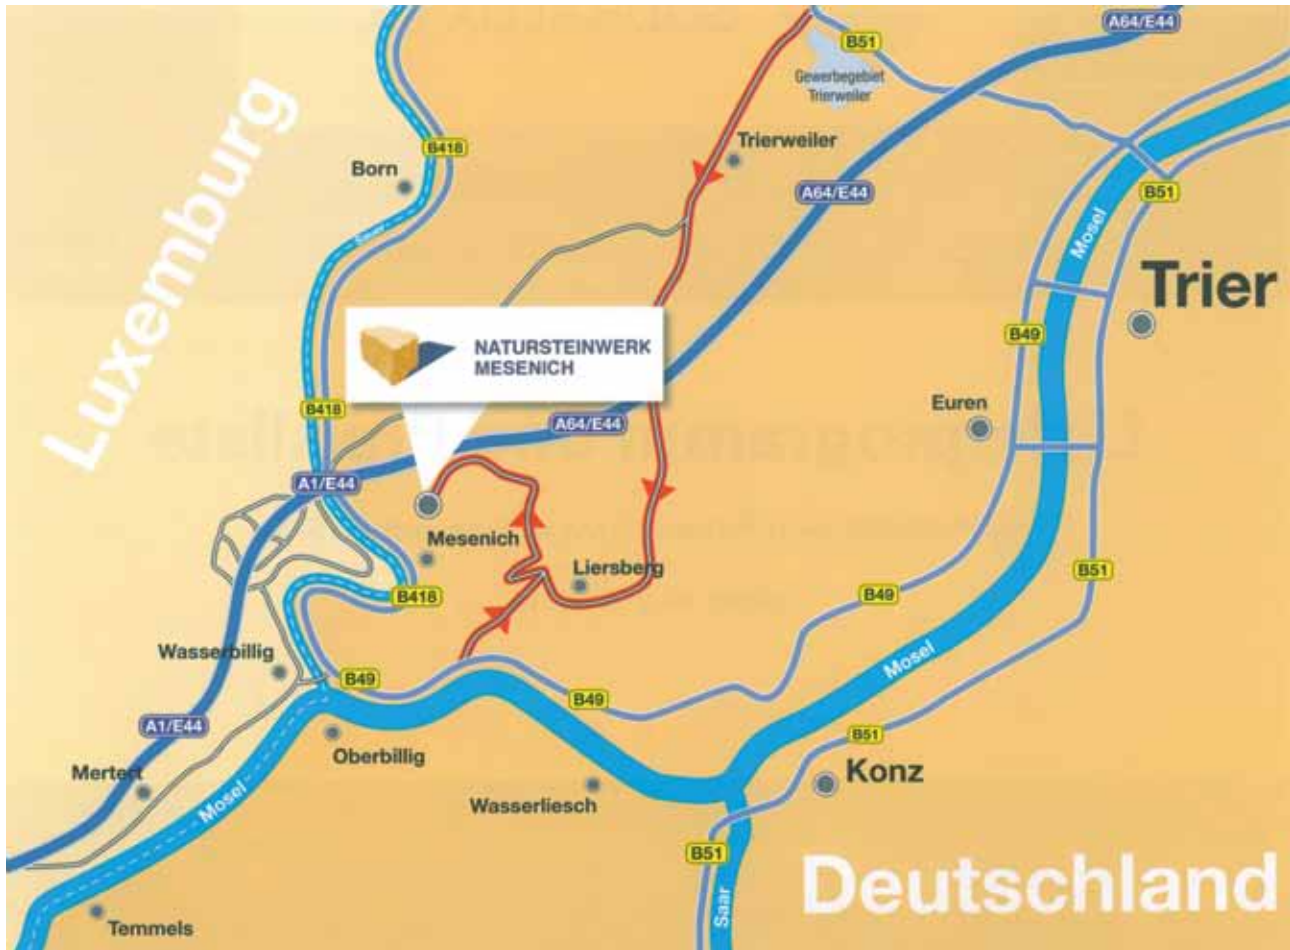 A64/E44
B51
Gewerbegebiet
Trierweiler
Trierweiler
B418
Born
A64/E44
B51
Sauer
Mosel
Luxemburg
Trier
NATURSTEINWERK
MESENICH
B49
B418
Euren
A64/E44
A1/E44
Mesenich
Liersberg
B51
B418
B49
Wasserbillig
Mosel
B49
B49
A1/E44
B51
Oberbillig
Mertert
Konz
Mosel
Wasserliesch
B51
Deutschland
Saar
Temmels